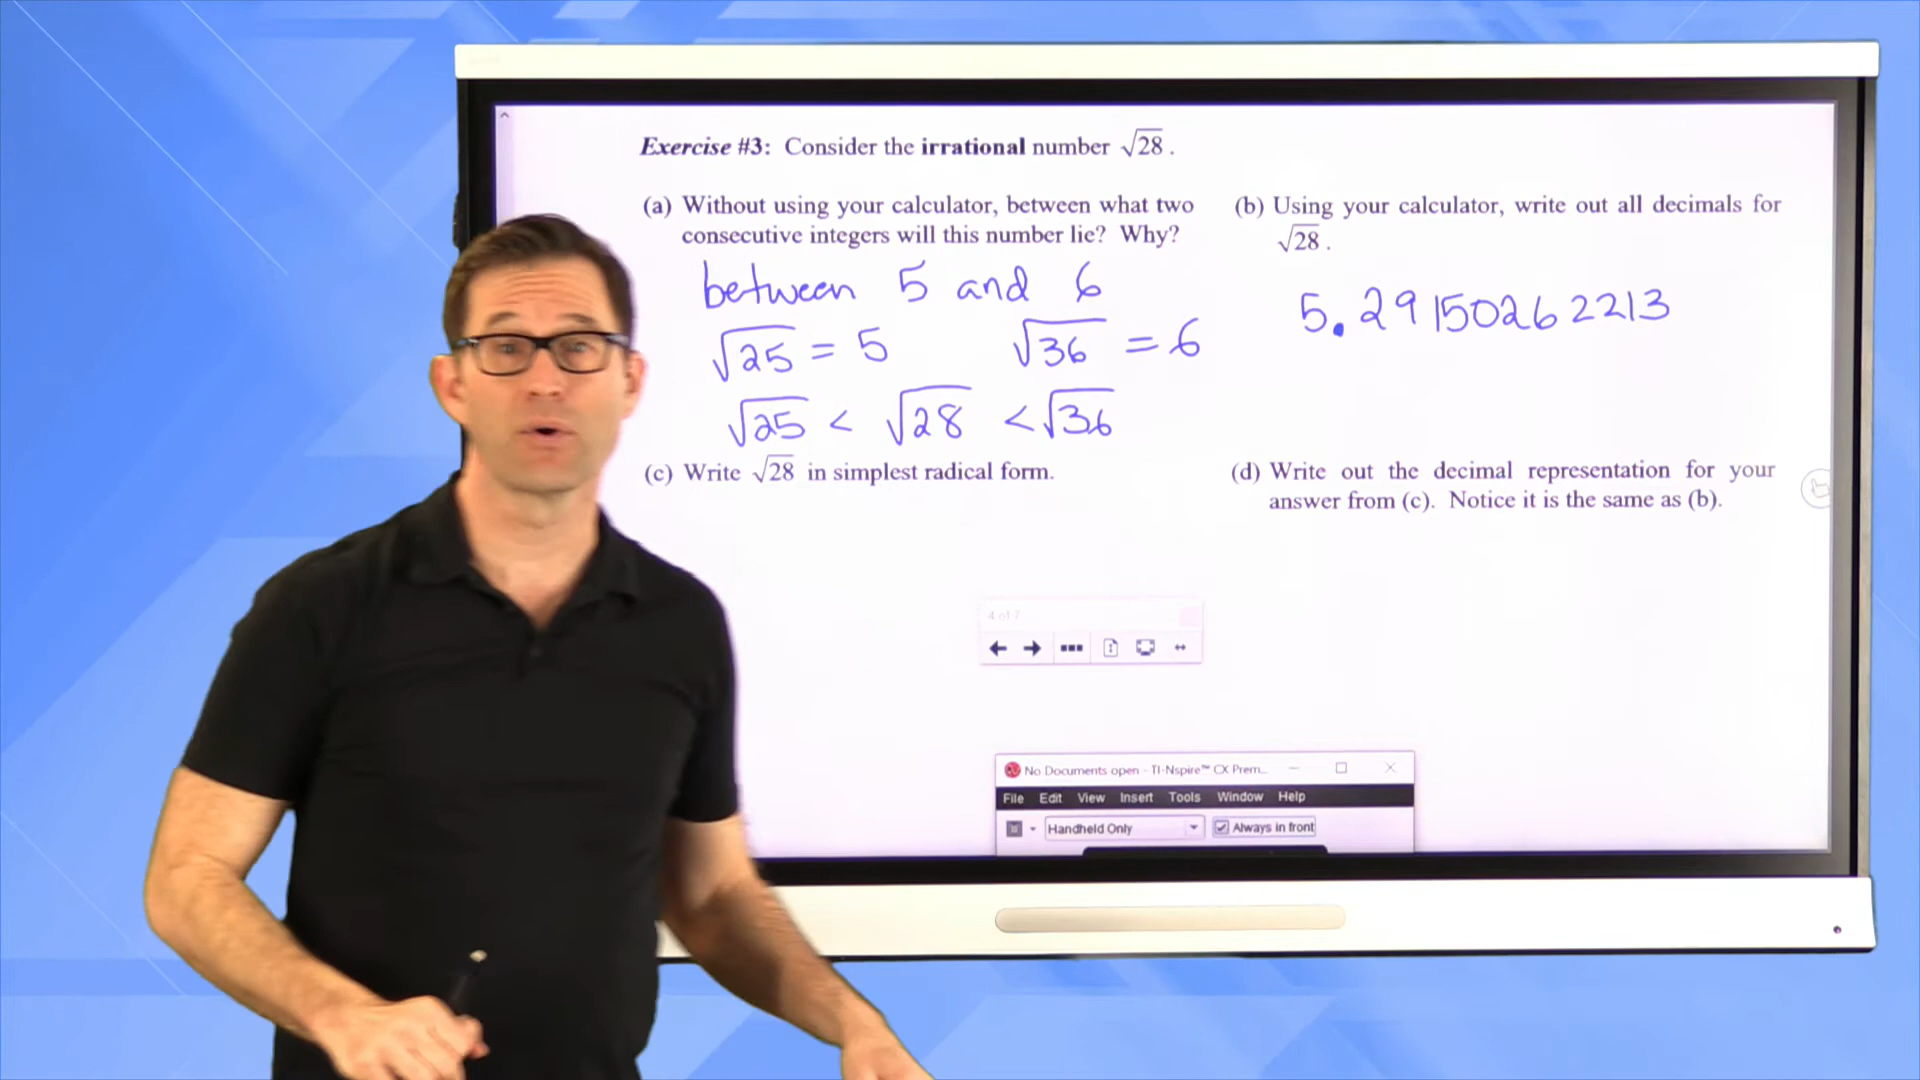 Exercise #3: Consider the irrational number √28.
(a) Without using your calculator, between what two
consecutive integers will this number lie? Why?
between 5 and 6
√25 = 5 √36 = 6
√25 < √28 < √36
(b) Using your calculator, write out all decimals for
√28.
5.29150262213
(c) Write √28 in simplest radical form.
(d) Write out the decimal representation for your
answer from (c). Notice it is the same as (b).
4 of 7
No Documents open - TI-Nspire™ CX Prem...
File Edit View Insert Tools Window Help
Handheld Only Always in front